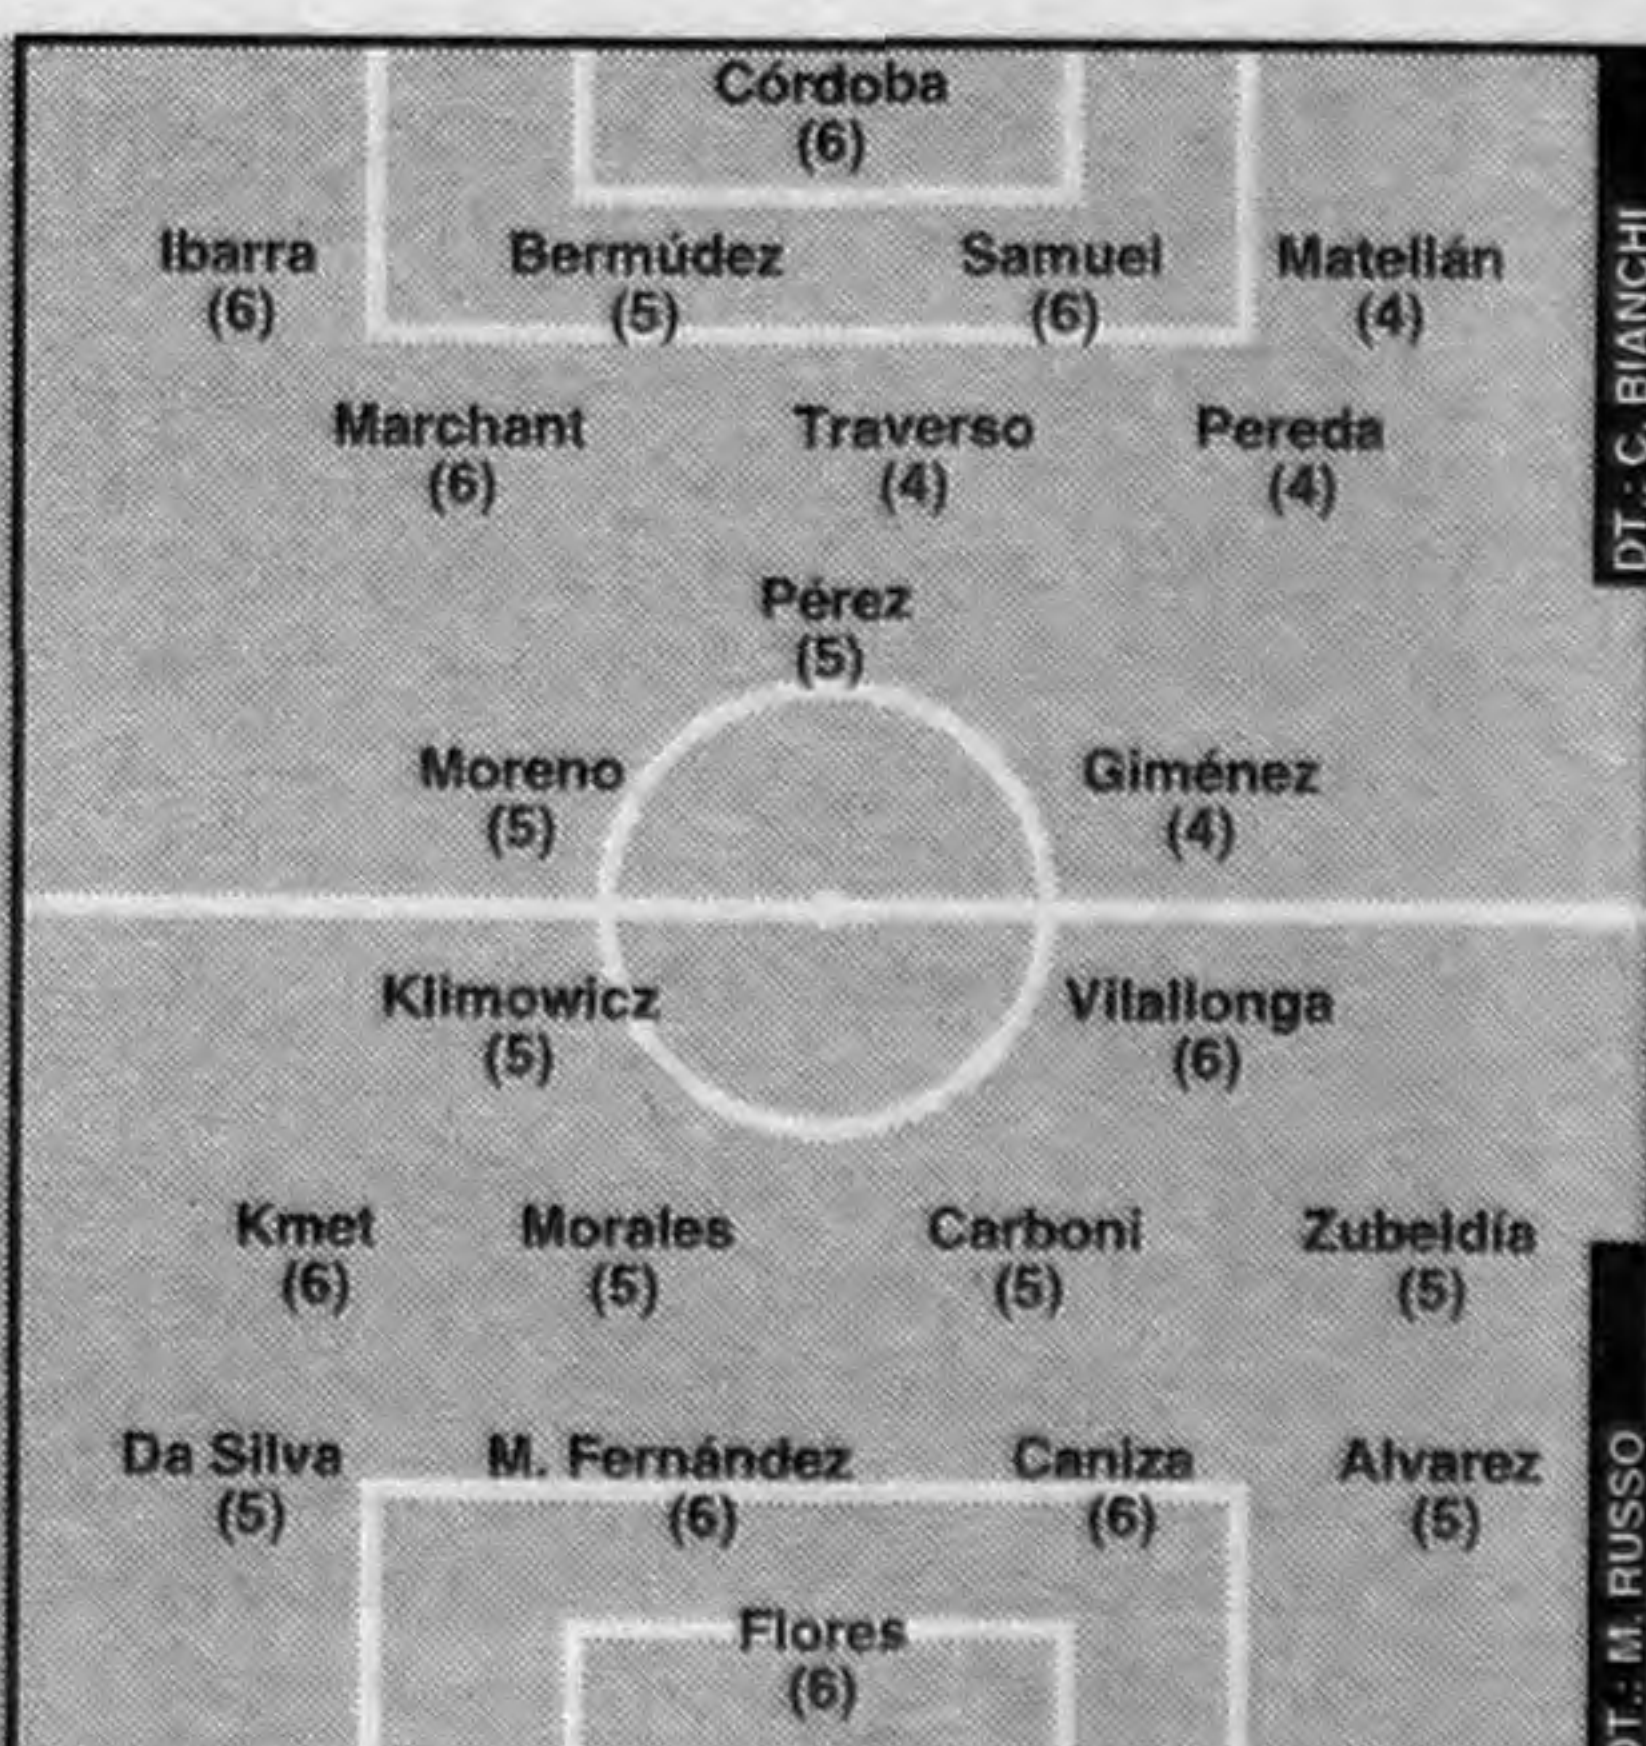 Córdoba
(6)
Ibarra Bermúdez Samuel Matellán
(6) (5) (6) (4)
Marchant Traverso Pereda
(6) (4) (4)
Pérez
(5)
Moreno Giménez
(5) (4)
Klimowicz Vilallonga
(5) (6)
Kmet Morales Carboni Zubeldía
(6) (5) (5) (5)
Da Silva M. Fernández Caniza Alvarez
(5) (6) (6) (5)
Flores
(6)
DT.: C. BIANCHI
DT.: M. RUSSO